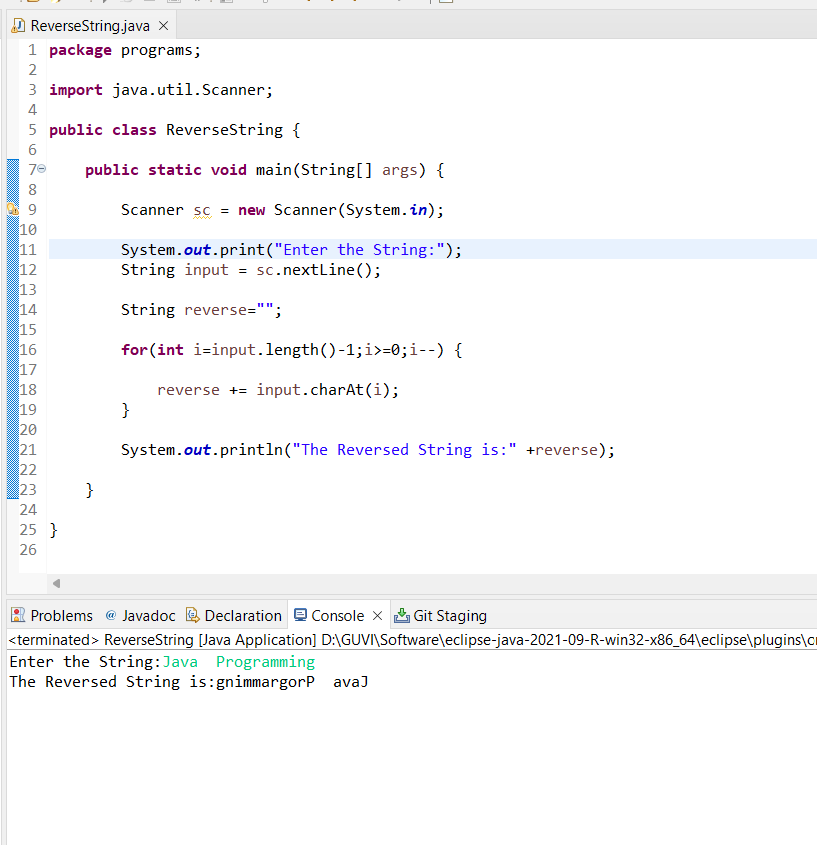 ReverseString.java
1 package programs;
2
3 import java.util.Scanner;
4
5 public class ReverseString {
6
7     public static void main(String[] args) {
8
9         Scanner sc = new Scanner(System.in);
10
11         System.out.print("Enter the String:");
12         String input = sc.nextLine();
13
14         String reverse="";
15
16         for(int i=input.length()-1;i>=0;i--) {
17
18             reverse += input.charAt(i);
19         }
20
21         System.out.println("The Reversed String is:" +reverse);
22
23     }
24
25 }
26
Problems @ Javadoc Declaration Console Git Staging
<terminated> ReverseString [Java Application] D:\GUVI\Software\eclipse-java-2021-09-R-win32-x86_64\eclipse\plugins\
Enter the String:Java  Programming
The Reversed String is:gnimmargorP  avaJ